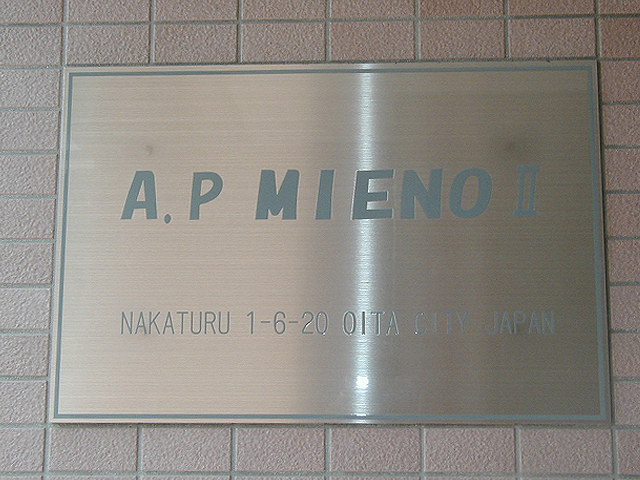 A.P MIENO II
NAKATURU 1-6-20 OITA CITY JAPAN